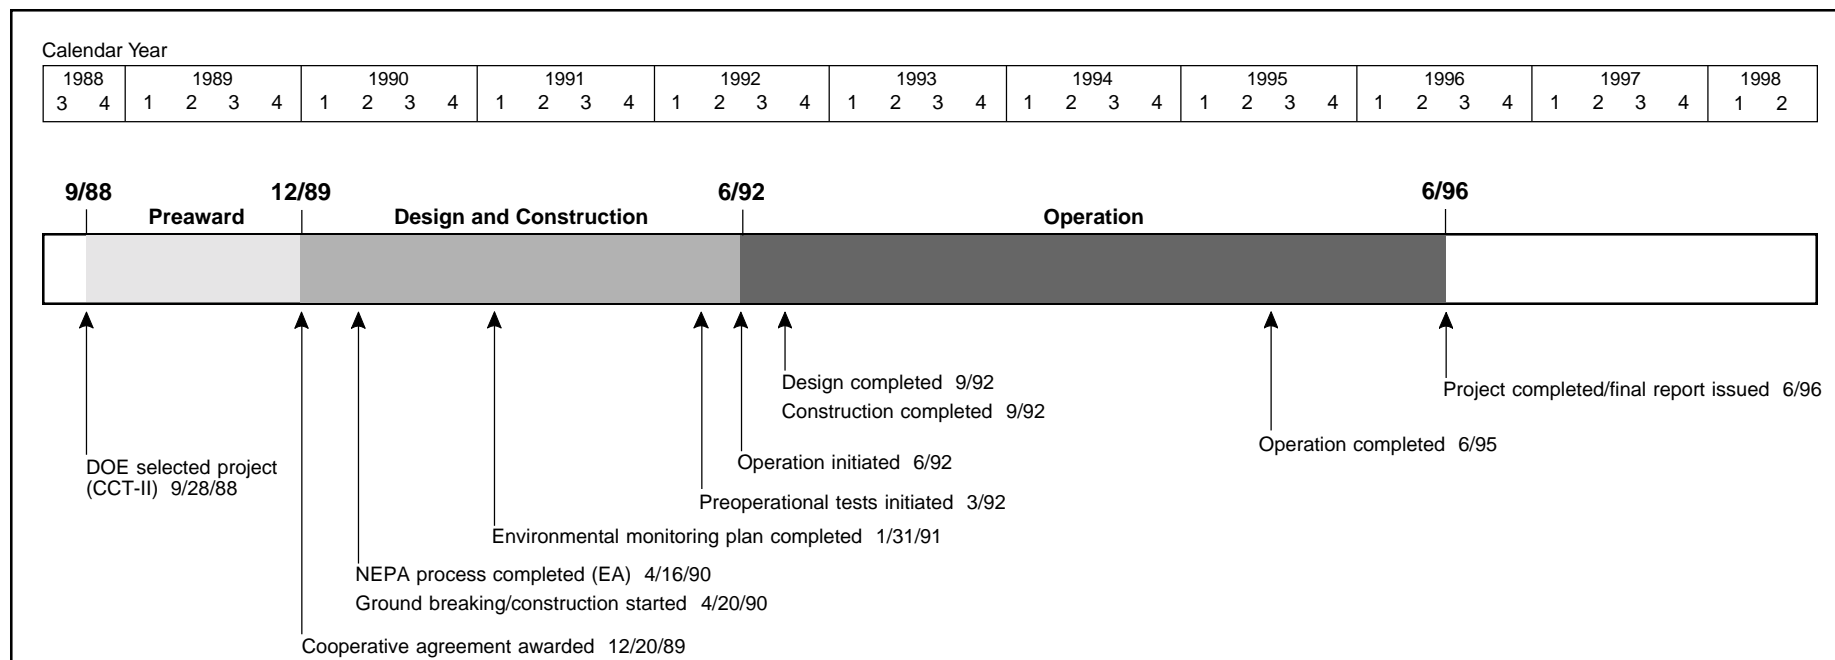 Calendar Year
1988 1989 1990 1991 1992 1993 1994 1995 1996 1997 1998
3 4 1 2 3 4 1 2 3 4 1 2 3 4 1 2 3 4 1 2 3 4 1 2 3 4 1 2 3 4 1 2 3 4 1 2 3 4 1 2
9/88 12/89 6/92 6/96
Preaward Design and Construction Operation
Design completed 9/92
Construction completed 9/92
Project completed/final report issued 6/96
Operation completed 6/95
Operation initiated 6/92
DOE selected project
(CCT-II) 9/28/88
Preoperational tests initiated 3/92
Environmental monitoring plan completed 1/31/91
NEPA process completed (EA) 4/16/90
Ground breaking/construction started 4/20/90
Cooperative agreement awarded 12/20/89